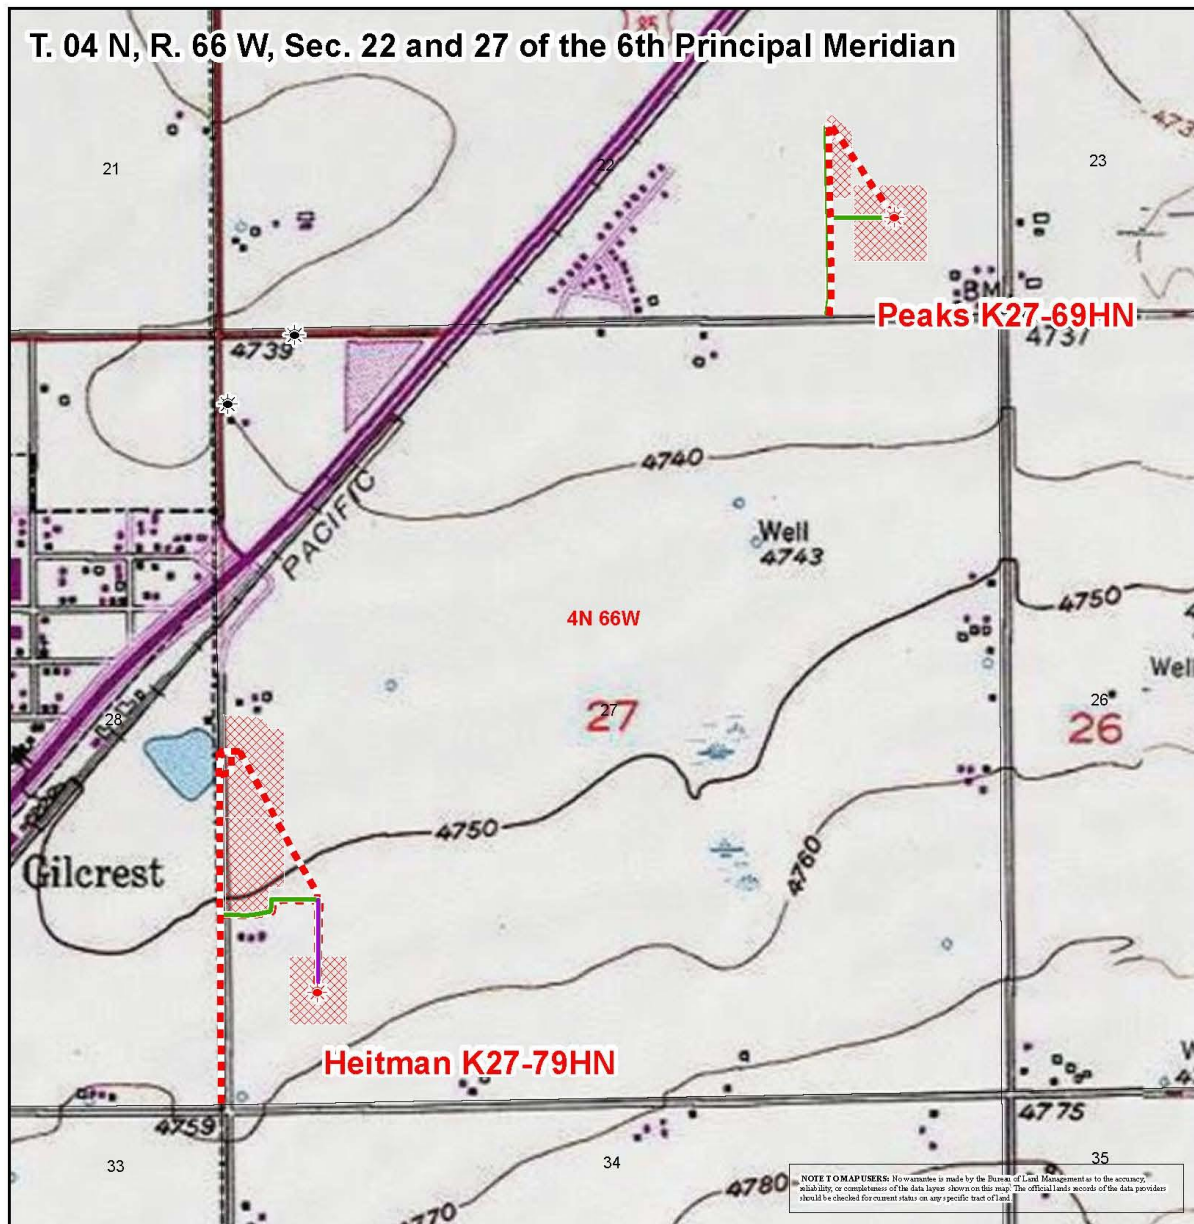 85
T. 04 N, R. 66 W, Sec. 22 and 27 of the 6th Principal Meridian
21
22
23
BM
Peaks K27-69HN
4739
4737
4740
PACIFIC
Well
4743
4750
4N 66W
Well
28
27
27
26
26
4750
4760
Gilcrest
Heitman K27-79HN
4759
4775
33
34
35
4780
NOTE TO MAP USERS: No warrantee is made by the Bureau of Land Management as to the accuracy,
reliability, or completeness of the data layers shown on this map. The official lands records of the data providers
should be checked for current status on any specific tract of land